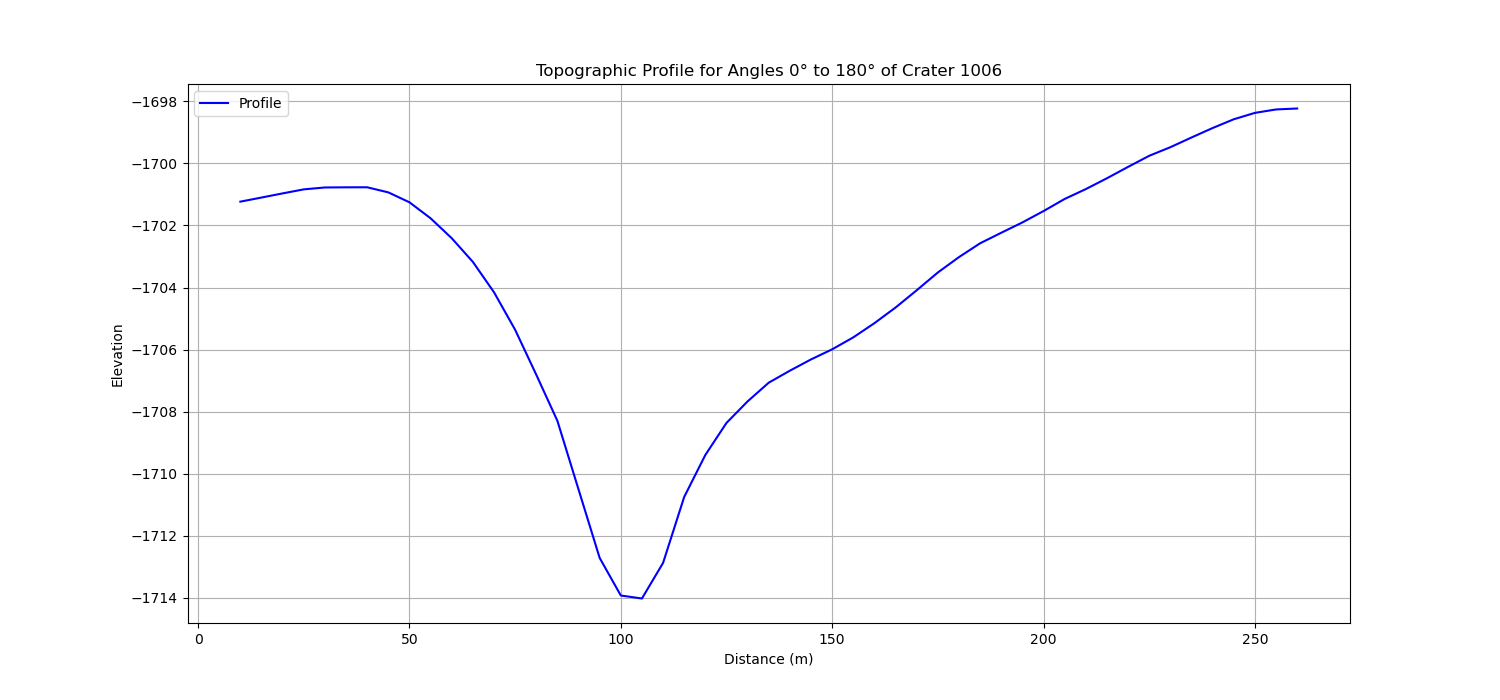 Topographic Profile for Angles 0° to 180° of Crater 1006
Profile
−1698
−1700
−1702
−1704
−1706
−1708
−1710
−1712
−1714
Elevation
0 50 100 150 200 250
Distance (m)